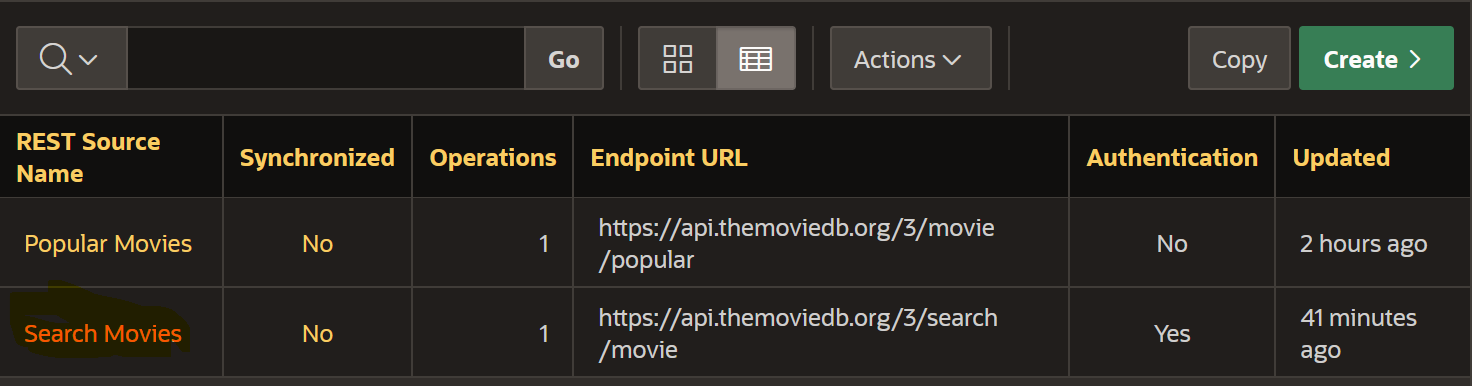 Go
Actions
Copy
Create
REST Source
Name
Synchronized
Operations
Endpoint URL
Authentication
Updated
Popular Movies
No
1
https://api.themoviedb.org/3/movie
/popular
No
2 hours ago
Search Movies
No
1
https://api.themoviedb.org/3/search
/movie
Yes
41 minutes
ago